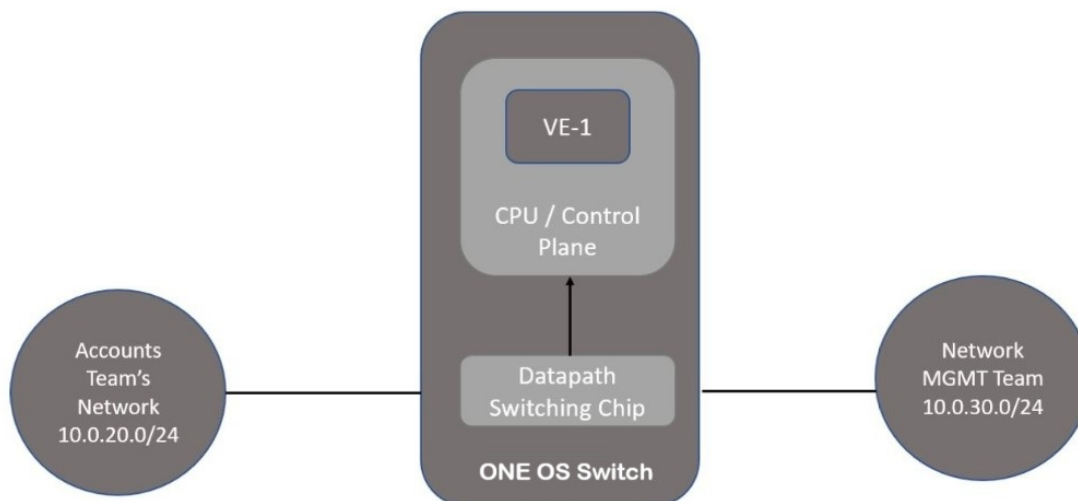 VE-1
CPU / Control
Plane
Accounts
Team's
Network
10.0.20.0/24
Datapath
Switching Chip
Network
MGMT Team
10.0.30.0/24
ONE OS Switch